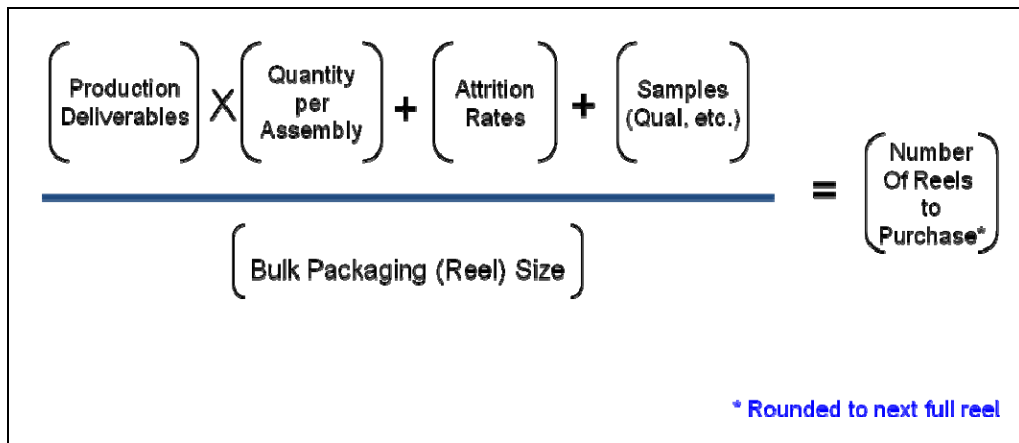 Production
Deliverables
X
Quantity
per
Assembly
+
Attrition
Rates
+
Samples
(Qual, etc.)
=
Number
Of Reels
to
Purchase*
Bulk Packaging (Reel) Size
* Rounded to next full reel